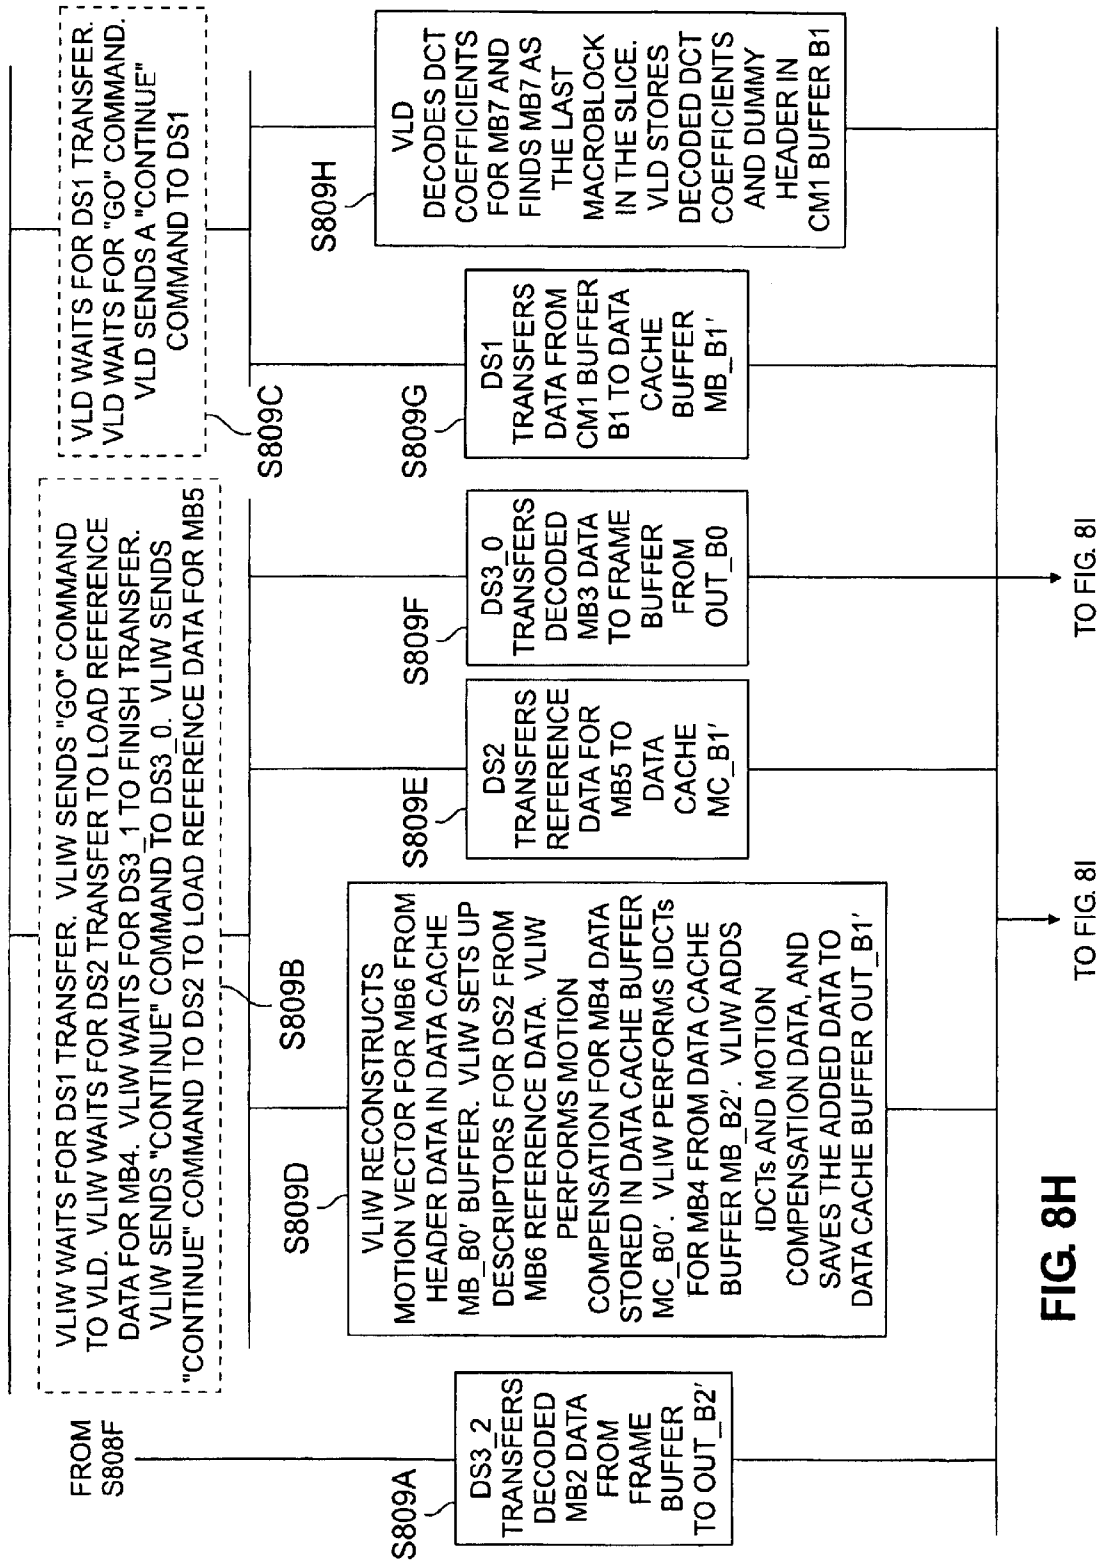 FROM
S808F
VLIW WAITS FOR DS1 TRANSFER. VLIW SENDS "GO" COMMAND
TO VLD. VLIW WAITS FOR DS2 TRANSFER TO LOAD REFERENCE
DATA FOR MB4. VLIW WAITS FOR DS3_1 TO FINISH TRANSFER.
VLIW SENDS "CONTINUE" COMMAND TO DS3_0. VLIW SENDS
"CONTINUE" COMMAND TO DS2 TO LOAD REFERENCE DATA FOR MB5
S809B
VLD WAITS FOR DS1 TRANSFER.
VLD WAITS FOR "GO" COMMAND.
VLD SENDS A "CONTINUE"
COMMAND TO DS1
S809C
S809A
DS3_2
TRANSFERS
DECODED
MB2 DATA
FROM
FRAME
BUFFER
TO OUT_B2'
S809D
VLIW RECONSTRUCTS
MOTION VECTOR FOR MB6 FROM
HEADER DATA IN DATA CACHE
MB_B0' BUFFER. VLIW SETS UP
DESCRIPTORS FOR DS2 FROM
MB6 REFERENCE DATA. VLIW
PERFORMS MOTION
COMPENSATION FOR MB4 DATA
STORED IN DATA CACHE BUFFER
MC_B0'. VLIW PERFORMS IDCTs
FOR MB4 FROM DATA CACHE
BUFFER MB_B2'. VLIW ADDS
IDCTs AND MOTION
COMPENSATION DATA, AND
SAVES THE ADDED DATA TO
DATA CACHE BUFFER OUT_B1'
S809E
DS2
TRANSFERS
REFERENCE
DATA FOR
MB5 TO
DATA
CACHE
MC_B1'
S809F
DS3_0
TRANSFERS
DECODED
MB3 DATA
TO FRAME
BUFFER
FROM
OUT_B0
S809G
DS1
TRANSFERS
DATA FROM
CM1 BUFFER
B1 TO DATA
CACHE
BUFFER
MB_B1'
S809H
VLD
DECODES DCT
COEFFICIENTS
FOR MB7 AND
FINDS MB7 AS
THE LAST
MACROBLOCK
IN THE SLICE.
VLD STORES
DECODED DCT
COEFFICIENTS
AND DUMMY
HEADER IN
CM1 BUFFER B1
TO FIG. 8I
TO FIG. 8I
FIG. 8H